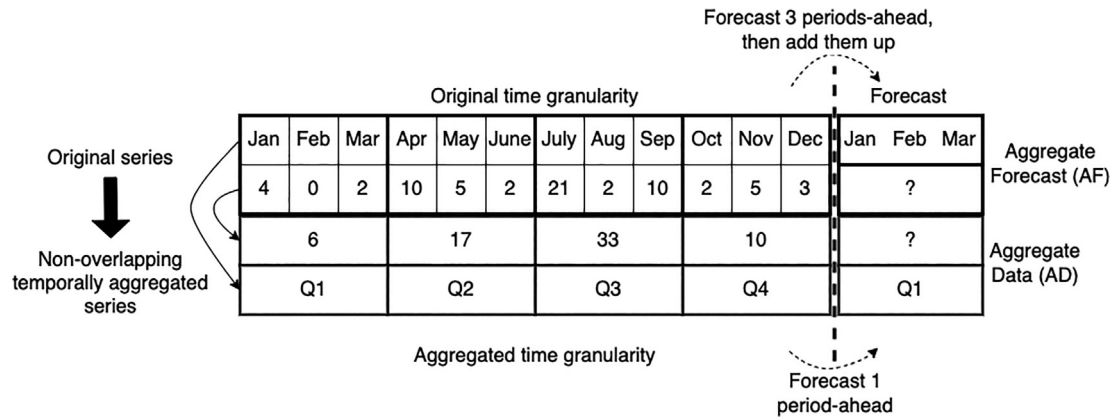 Forecast 3 periods-ahead,
then add them up
Original time granularity
Forecast
Original series
Jan Feb Mar Apr May June July Aug Sep Oct Nov Dec Jan Feb Mar
4 0 2 10 5 2 21 2 10 2 5 3 ?
Aggregate
Forecast (AF)
6 17 33 10 ?
Q1 Q2 Q3 Q4 Q1
Aggregate
Data (AD)
Non-overlapping
temporally aggregated
series
Aggregated time granularity
Forecast 1
period-ahead